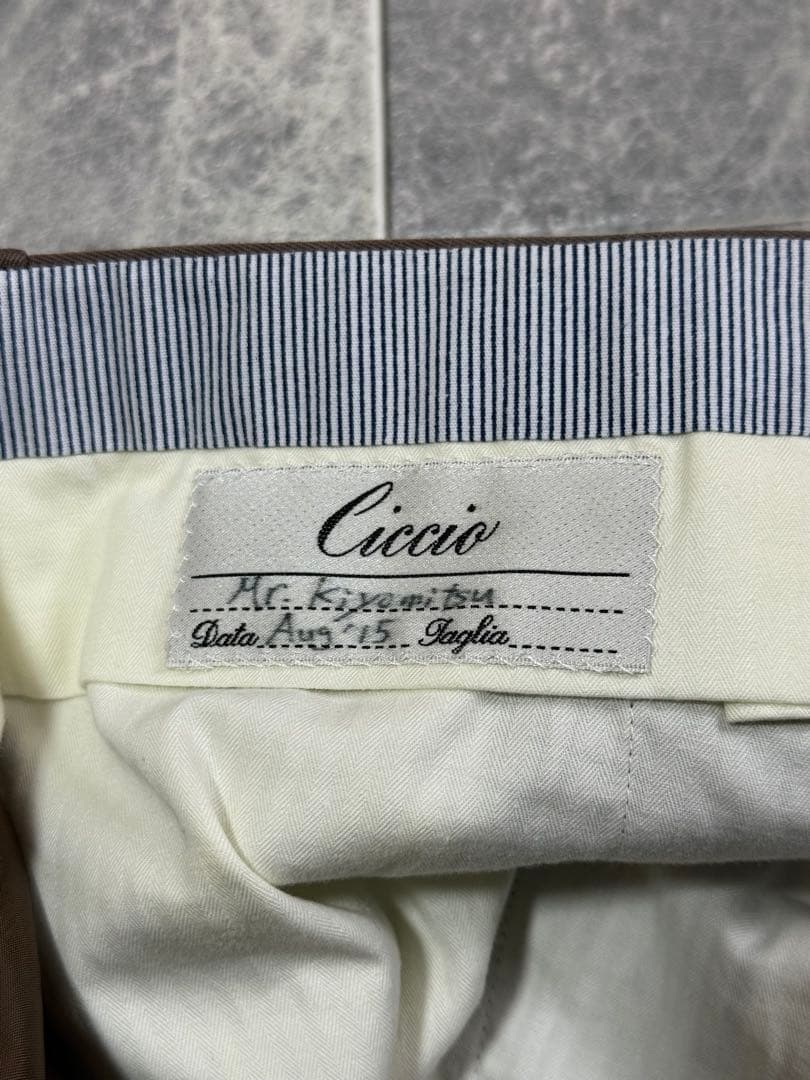 Ciccio
Mr. Kiyomitsu
Data Aug '15 Taglia